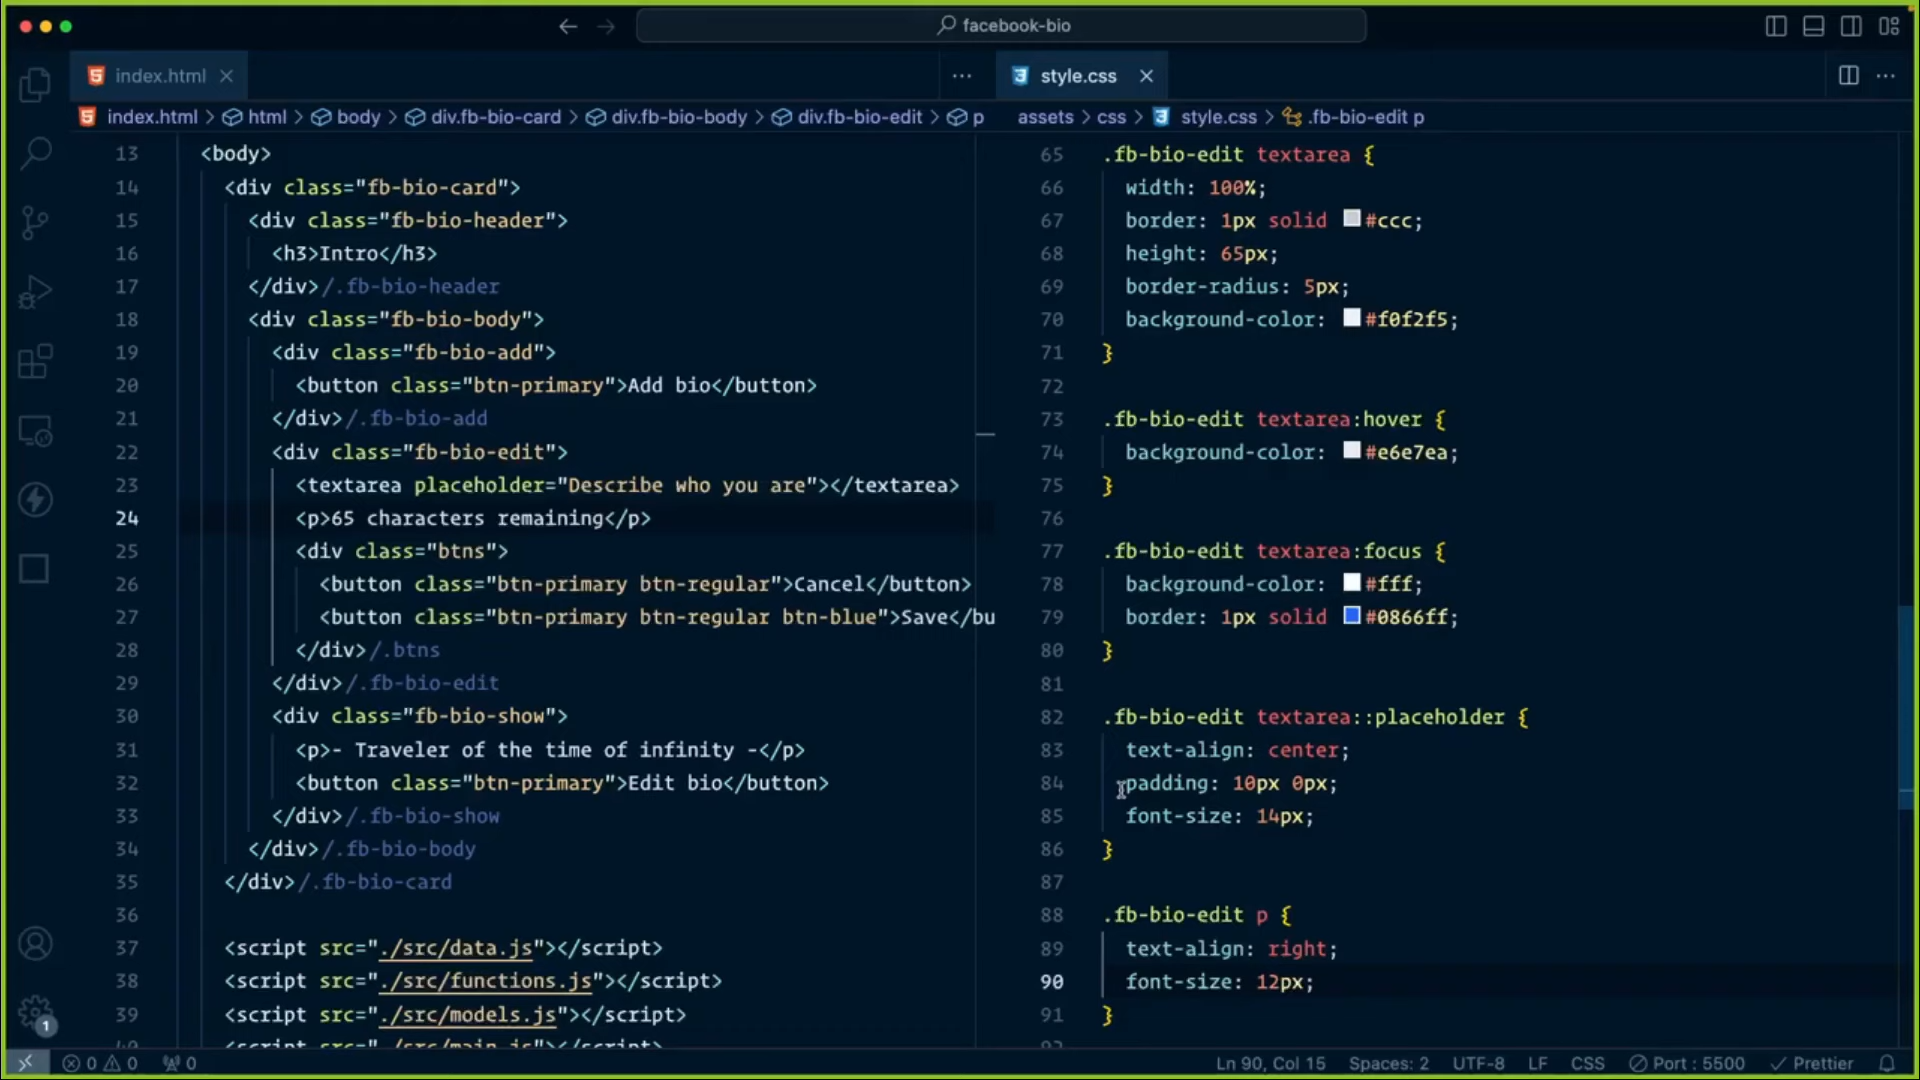 facebook-bio
index.html
style.css
index.html > html > body > div.fb-bio-card > div.fb-bio-body > div.fb-bio-edit > p
assets > css > style.css > .fb-bio-edit p
13 <body>
14 <div class="fb-bio-card">
15 <div class="fb-bio-header">
16 <h3>Intro</h3>
17 </div>/.fb-bio-header
18 <div class="fb-bio-body">
19 <div class="fb-bio-add">
20 <button class="btn-primary">Add bio</button>
21 </div>/.fb-bio-add
22 <div class="fb-bio-edit">
23 <textarea placeholder="Describe who you are"></textarea>
24 <p>65 characters remaining</p>
25 <div class="btns">
26 <button class="btn-primary btn-regular">Cancel</button>
27 <button class="btn-primary btn-regular btn-blue">Save</bu
28 </div>/.btns
29 </div>/.fb-bio-edit
30 <div class="fb-bio-show">
31 <p>- Traveler of the time of infinity -</p>
32 <button class="btn-primary">Edit bio</button>
33 </div>/.fb-bio-show
34 </div>/.fb-bio-body
35 </div>/.fb-bio-card
36
37 <script src="./src/data.js"></script>
38 <script src="./src/functions.js"></script>
39 <script src="./src/models.js"></script>
40 <script src="./src/main.js"></script>
65 .fb-bio-edit textarea {
66 width: 100%;
67 border: 1px solid #ccc;
68 height: 65px;
69 border-radius: 5px;
70 background-color: #f0f2f5;
71 }
72
73 .fb-bio-edit textarea:hover {
74 background-color: #e6e7ea;
75 }
76
77 .fb-bio-edit textarea:focus {
78 background-color: #fff;
79 border: 1px solid #0866ff;
80 }
81
82 .fb-bio-edit textarea::placeholder {
83 text-align: center;
84 padding: 10px 0px;
85 font-size: 14px;
86 }
87
88 .fb-bio-edit p {
89 text-align: right;
90 font-size: 12px;
91 }
92
1
0 0 0
Ln 90, Col 15 Spaces: 2 UTF-8 LF CSS Port : 5500 Prettier